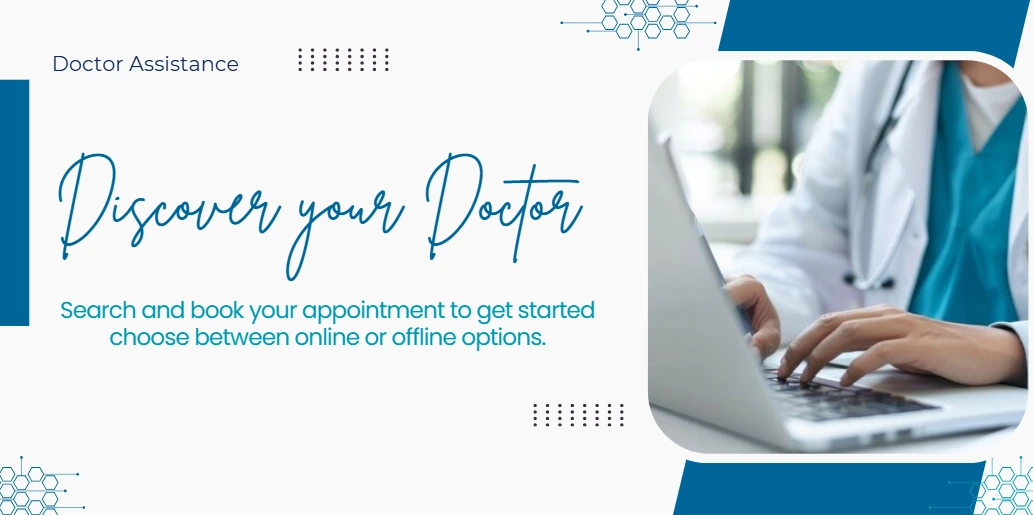 Doctor Assistance
Discover your Doctor
Search and book your appointment to get started
choose between online or offline options.